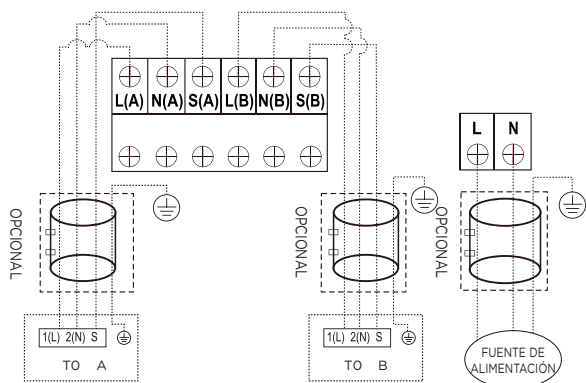 L(A) N(A) S(A) L(B) N(B) S(B)
L N
OPCIONAL
OPCIONAL
OPCIONAL
1(L) 2(N) S
TO A
1(L) 2(N) S
TO B
FUENTE DE
ALIMENTACIÓN